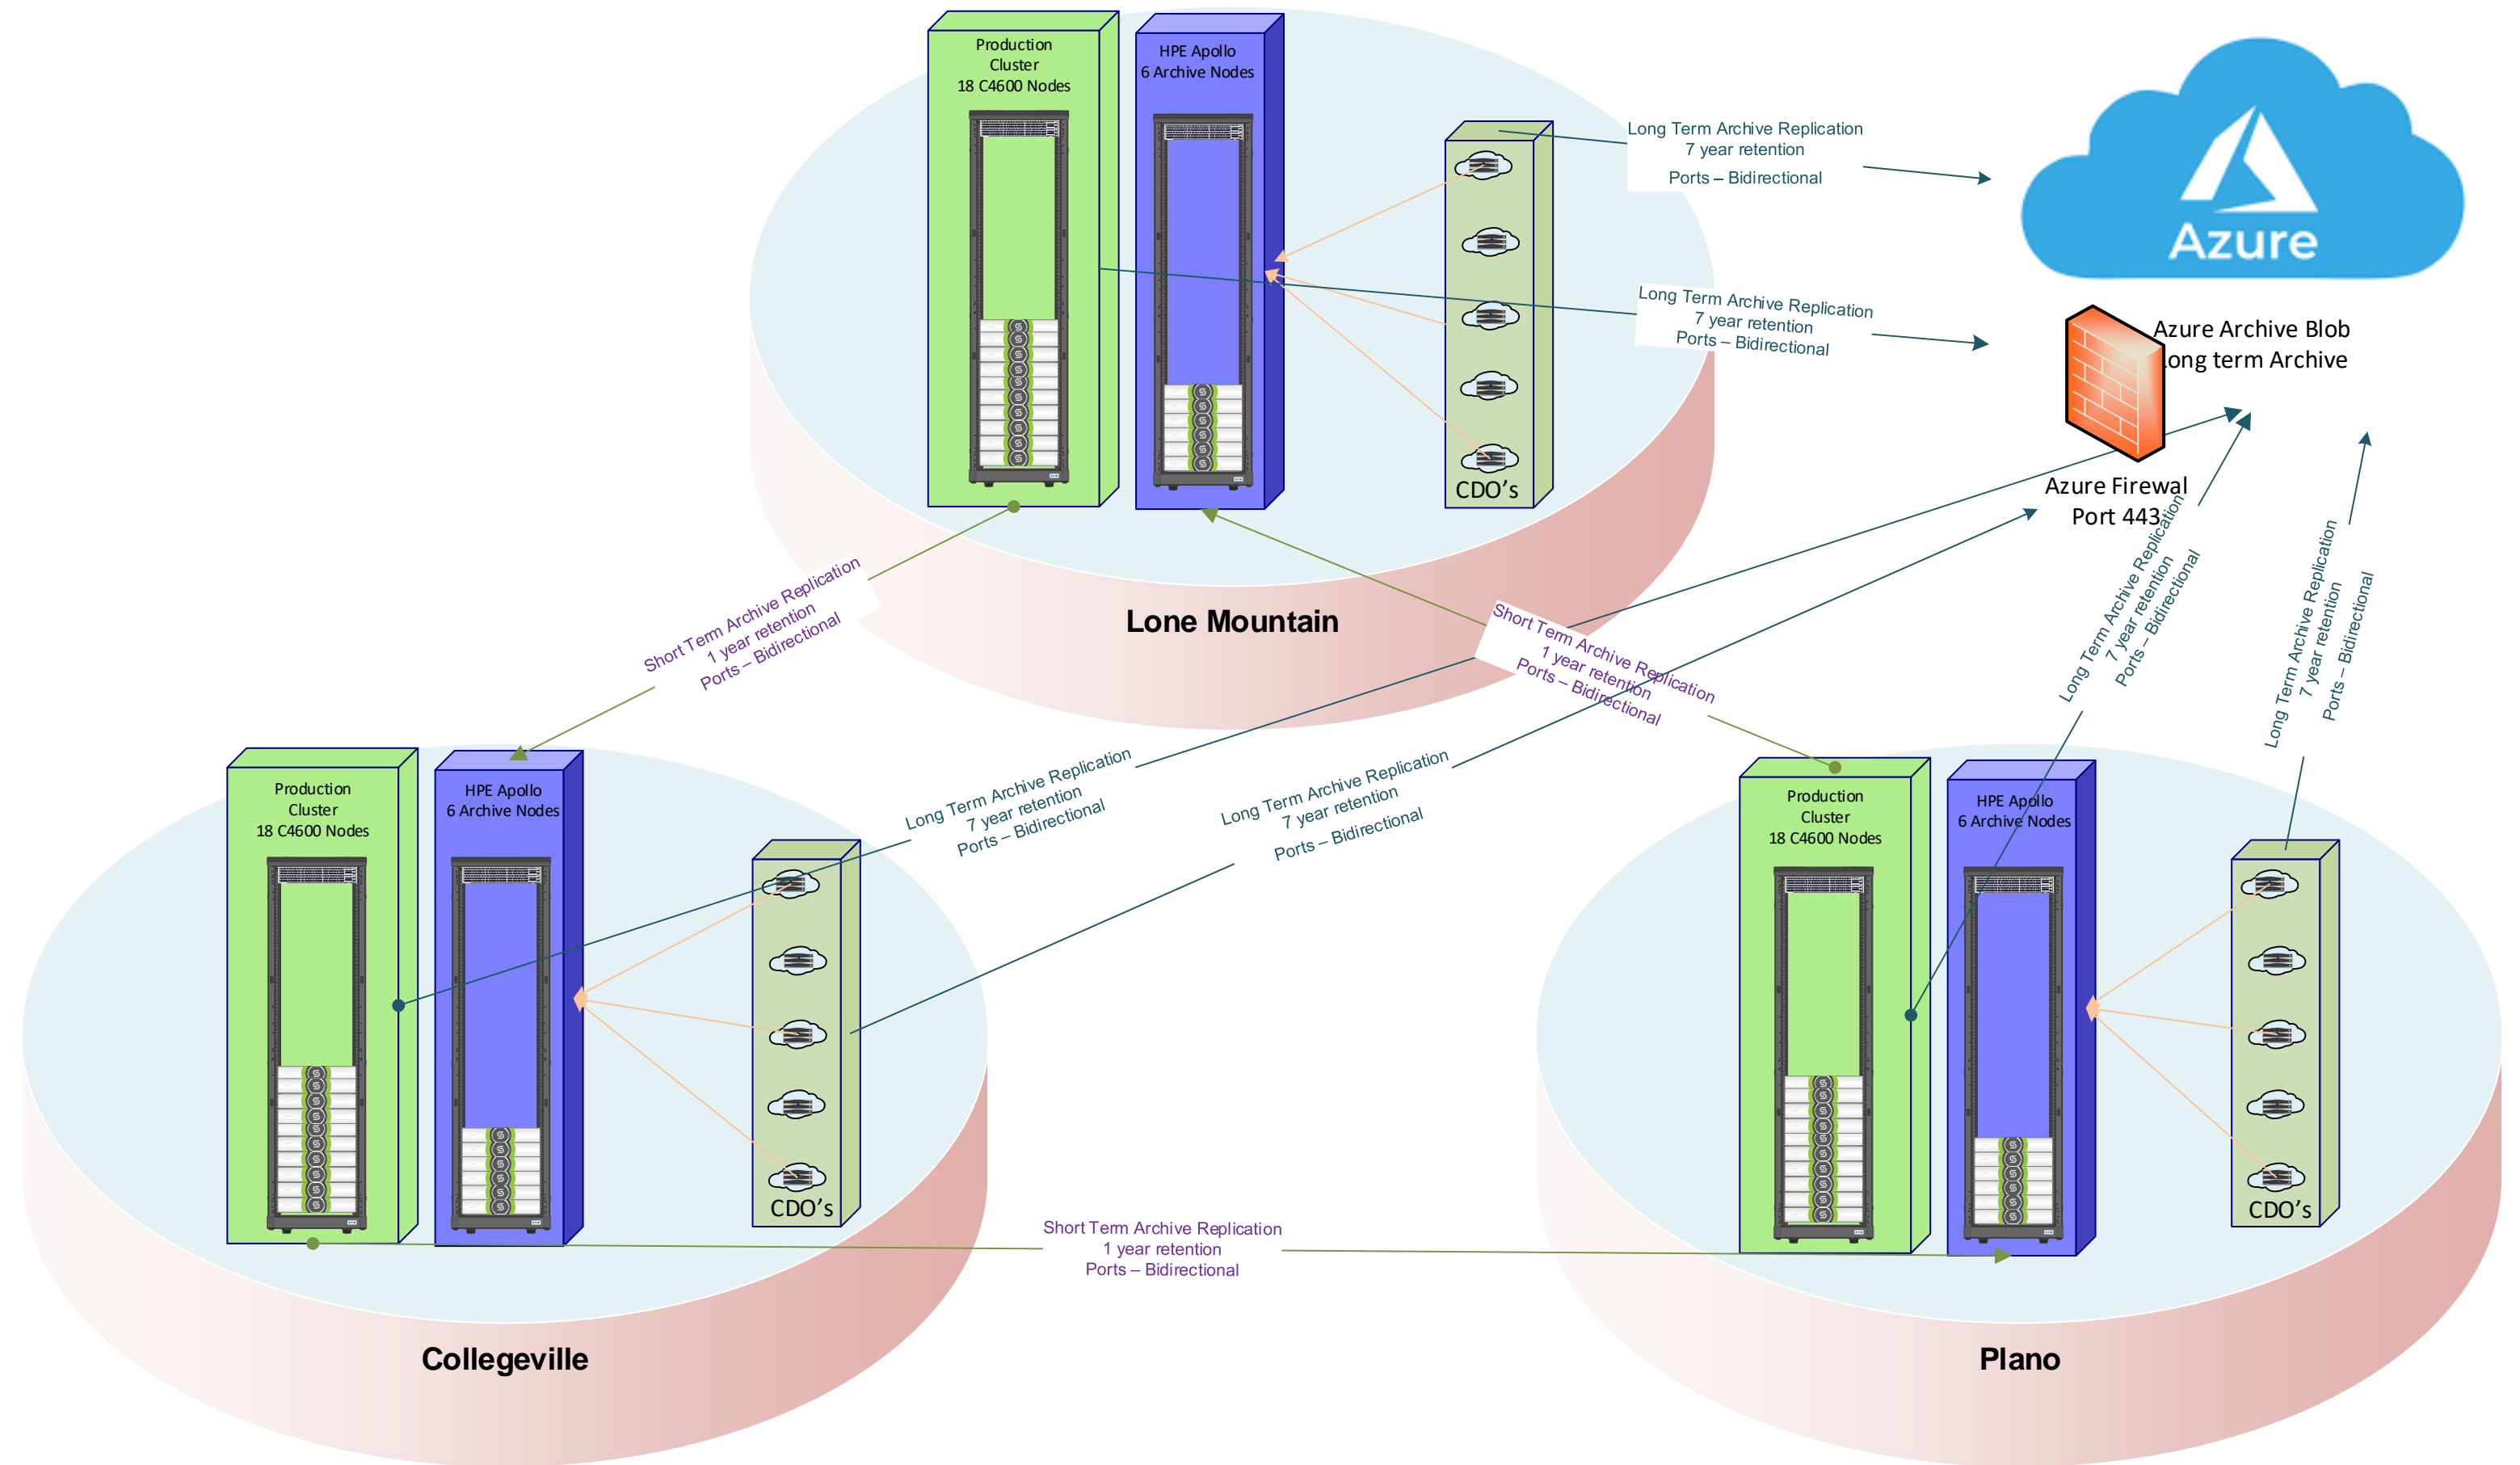 Production
Cluster
18 C4600 Nodes
HPE Apollo
6 Archive Nodes
CDO's
Long Term Archive Replication
7 year retention
Ports – Bidirectional
Long Term Archive Replication
7 year retention
Ports – Bidirectional
Azure
Azure Archive Blob
Long term Archive
Azure Firewal
Port 443
Lone Mountain
Short Term Archive Replication
1 year retention
Ports – Bidirectional
Short Term Archive Replication
1 year retention
Ports – Bidirectional
Long Term Archive Replication
7 year retention
Ports – Bidirectional
Long Term Archive Replication
7 year retention
Ports – Bidirectional
Long Term Archive Replication
7 year retention
Ports – Bidirectional
Long Term Archive Replication
7 year retention
Ports – Bidirectional
Production
Cluster
18 C4600 Nodes
HPE Apollo
6 Archive Nodes
CDO's
Production
Cluster
18 C4600 Nodes
HPE Apollo
6 Archive Nodes
CDO's
Short Term Archive Replication
1 year retention
Ports – Bidirectional
Collegeville
Plano